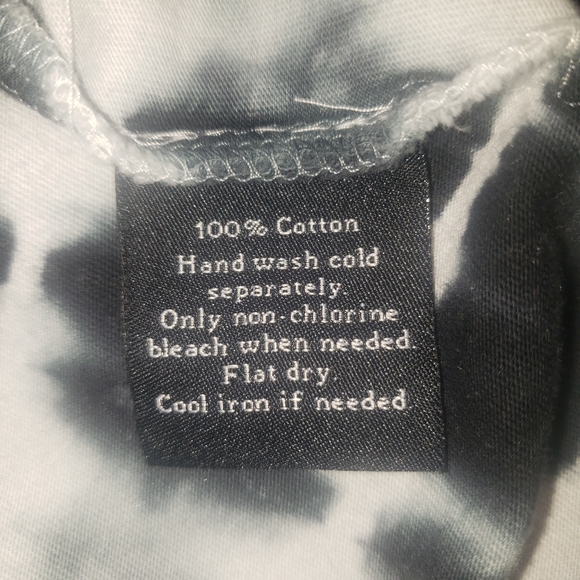 100% Cotton
Hand wash cold
separately.
Only non-chlorine
bleach when needed.
Flat dry.
Cool iron if needed